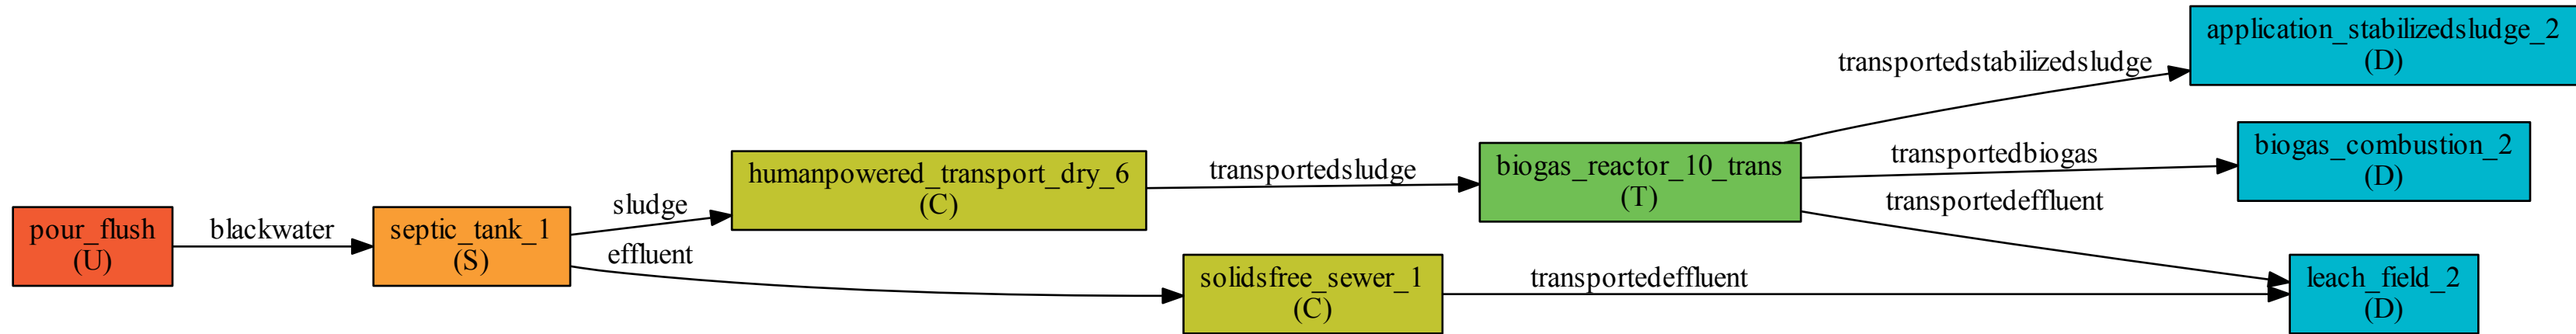 pour_flush
(U)
blackwater
septic_tank_1
(S)
sludge
effluent
humanpowered_transport_dry_6
(C)
transportedsludge
solidsfree_sewer_1
(C)
transportedeffluent
biogas_reactor_10_trans
(T)
transportedstabilizedsludge
transportedbiogas
transportedeffluent
application_stabilizedsludge_2
(D)
biogas_combustion_2
(D)
leach_field_2
(D)